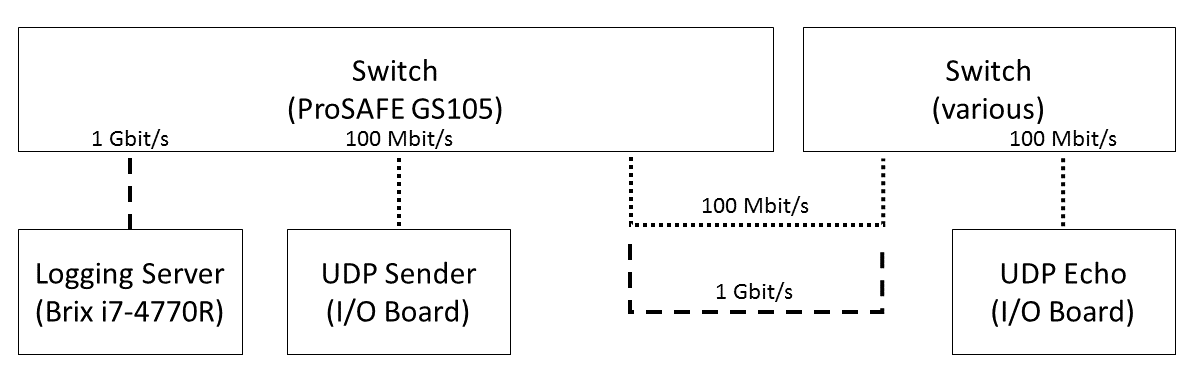 Switch
(ProSAFE GS105)
1 Gbit/s
100 Mbit/s
Switch
(various)
100 Mbit/s
100 Mbit/s
1 Gbit/s
Logging Server
(Brix i7-4770R)
UDP Sender
(I/O Board)
UDP Echo
(I/O Board)